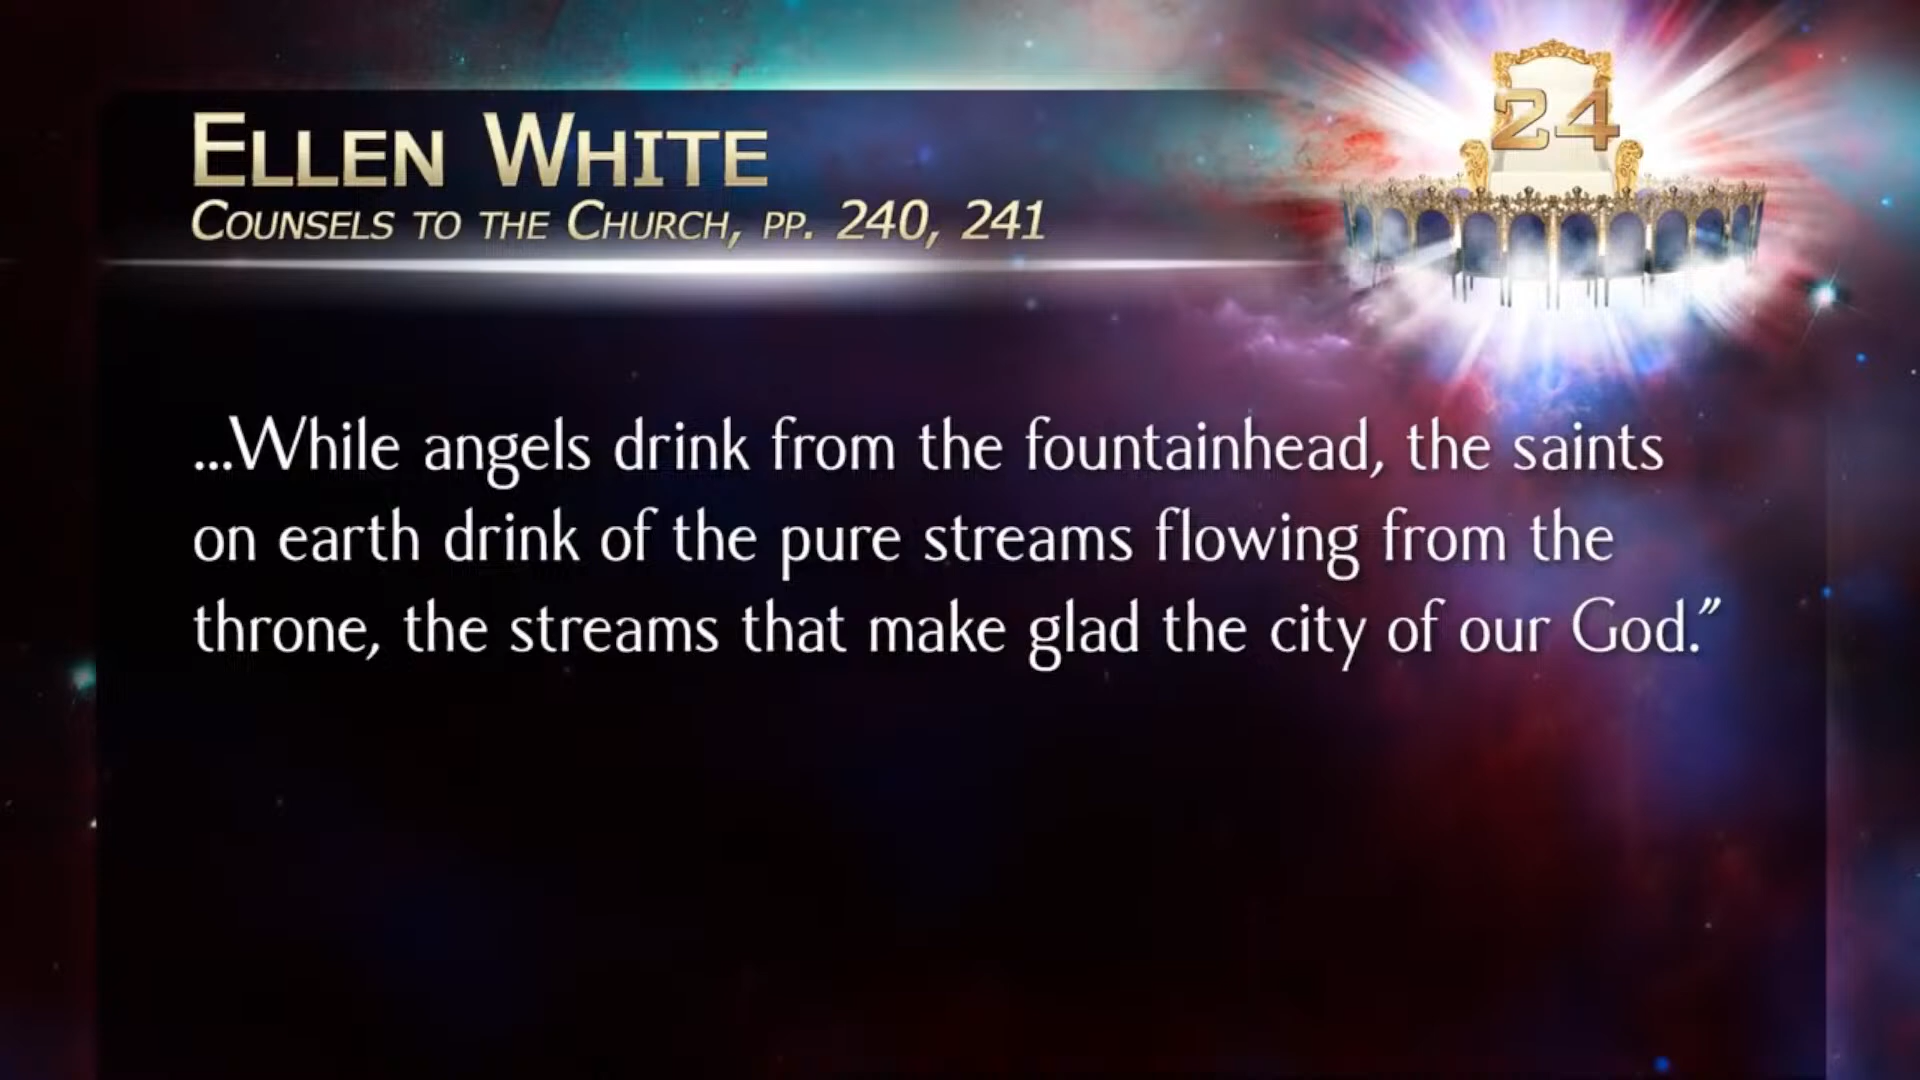 ELLEN WHITE
COUNSELS TO THE CHURCH, PP. 240, 241
24
...While angels drink from the fountainhead, the saints
on earth drink of the pure streams flowing from the
throne, the streams that make glad the city of our God.”